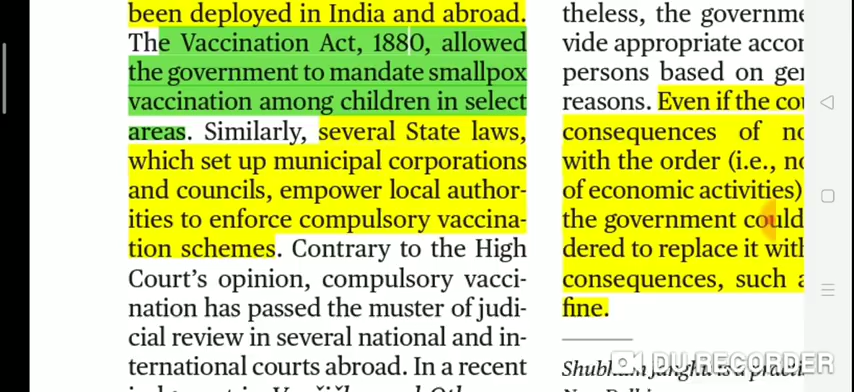 been deployed in India and abroad.
The Vaccination Act, 1880, allowed
the government to mandate smallpox
vaccination among children in select
areas. Similarly, several State laws,
which set up municipal corporations
and councils, empower local author-
ities to enforce compulsory vaccina-
tion schemes. Contrary to the High
Court's opinion, compulsory vacci-
nation has passed the muster of judi-
cial review in several national and in-
ternational courts abroad. In a recent
theless, the governme
vide appropriate accor
persons based on gen
reasons. Even if the cou
consequences of no
with the order (i.e., no
of economic activities)
the government could
dered to replace it with
consequences, such a
fine.
Shubham
DU RECORDER